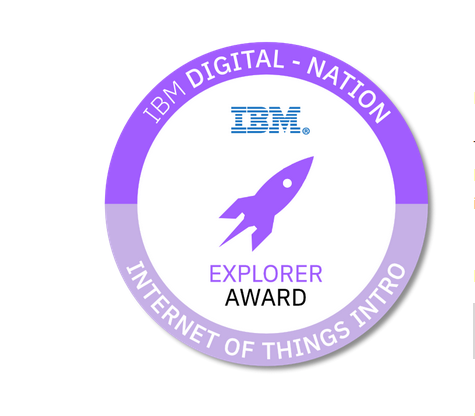 IBM DIGITAL - NATION
IBM®
EXPLORER
AWARD
INTERNET OF THINGS INTRO